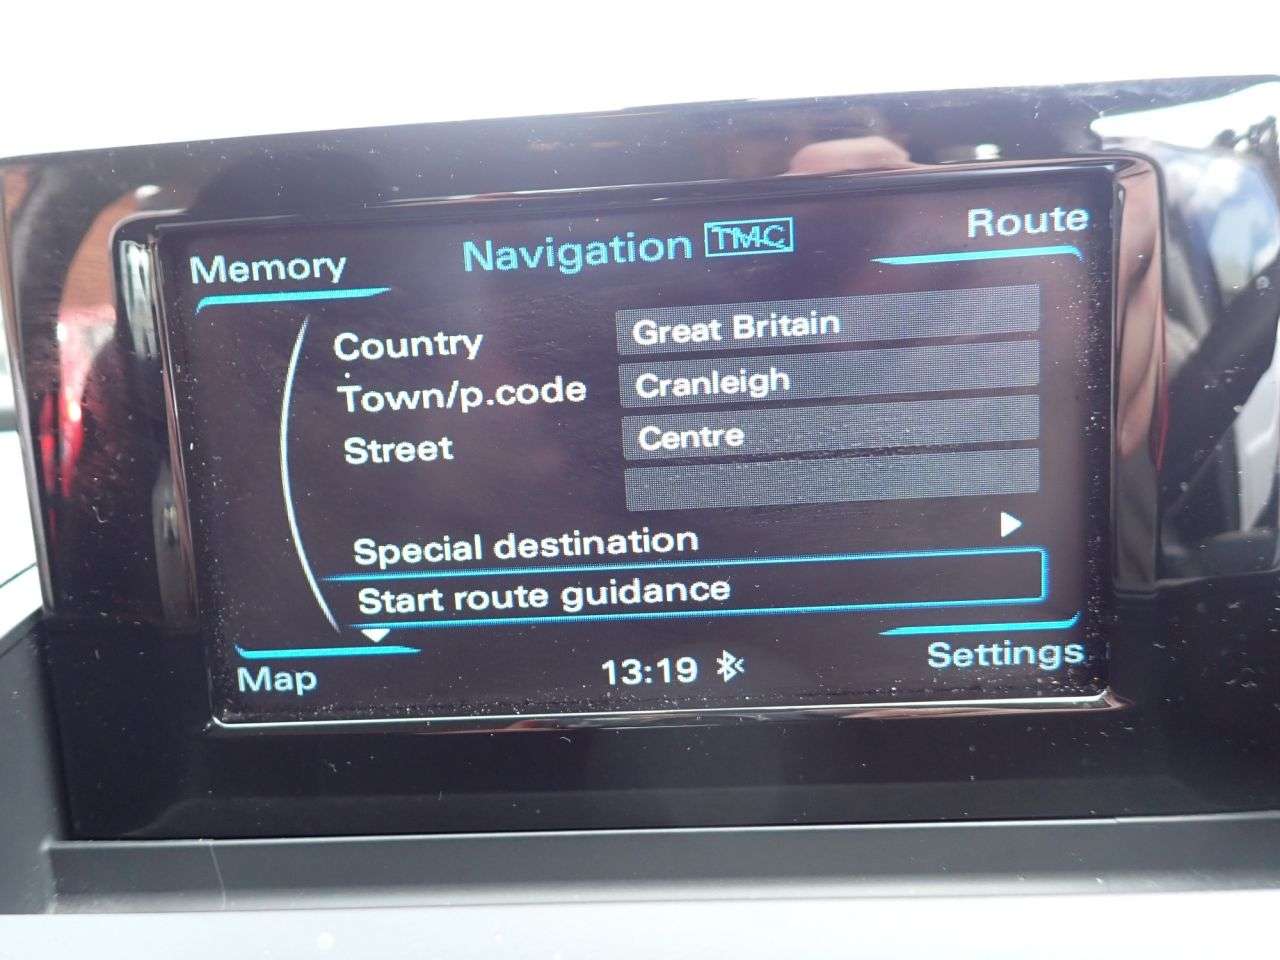 Memory
Navigation TMC
Route
Country Great Britain
Town/p.code Cranleigh
Street Centre
Special destination
Start route guidance
Map
13:19
Settings